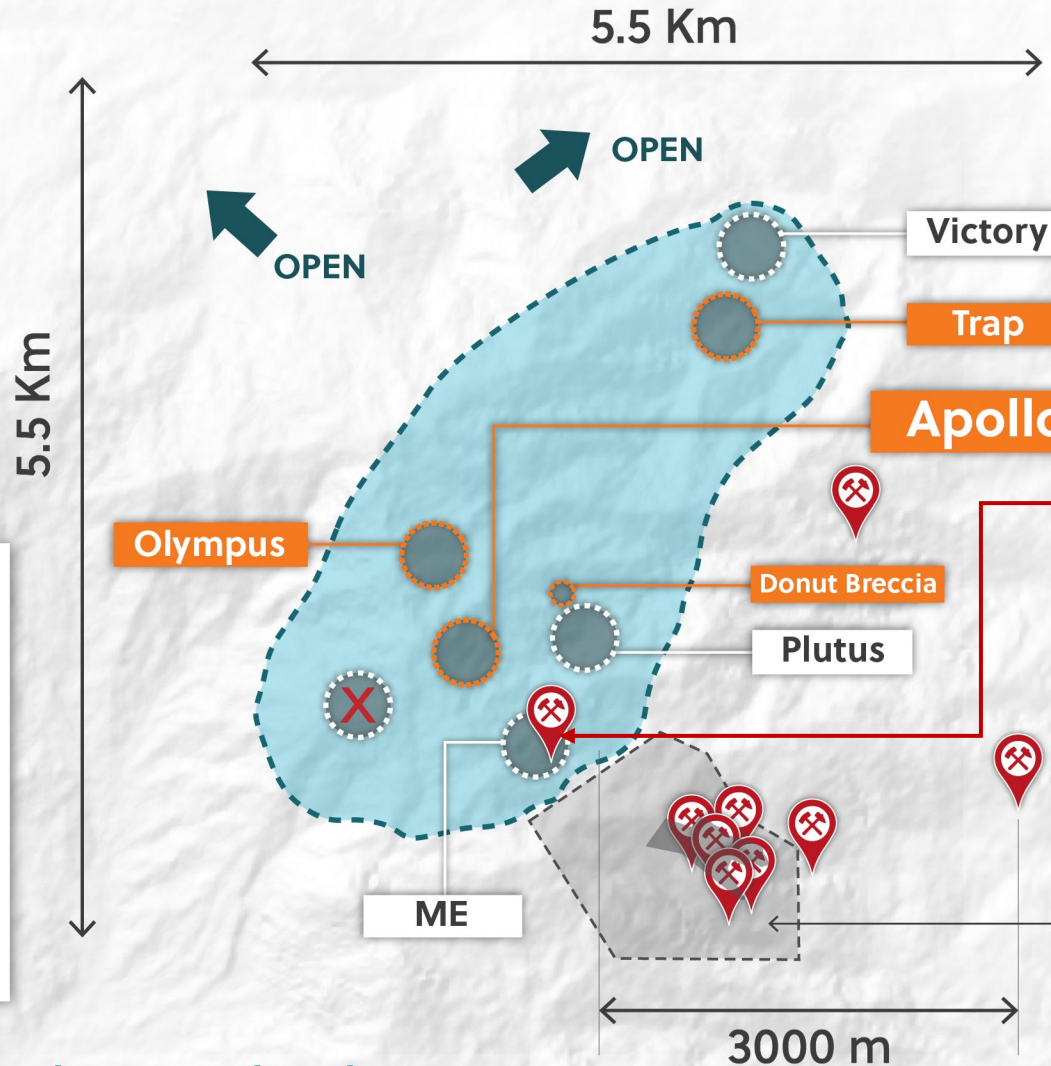 5.5 Km
OPEN
OPEN
Victory
Trap
5.5 Km
Apollo
Olympus
Donut Breccia
Plutus
X
ME
3000 m